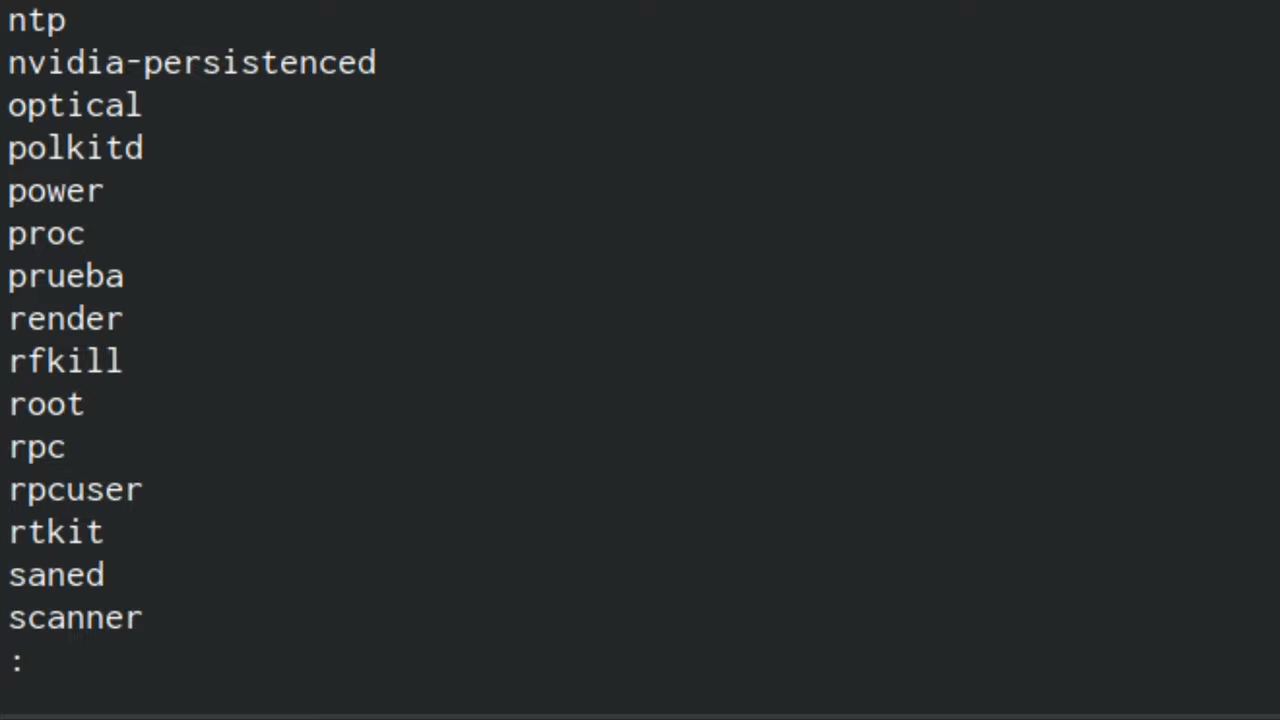 ntp
nvidia-persistenced
optical
polkitd
power
proc
prueba
render
rfkill
root
rpc
rpcuser
rtkit
saned
scanner
: